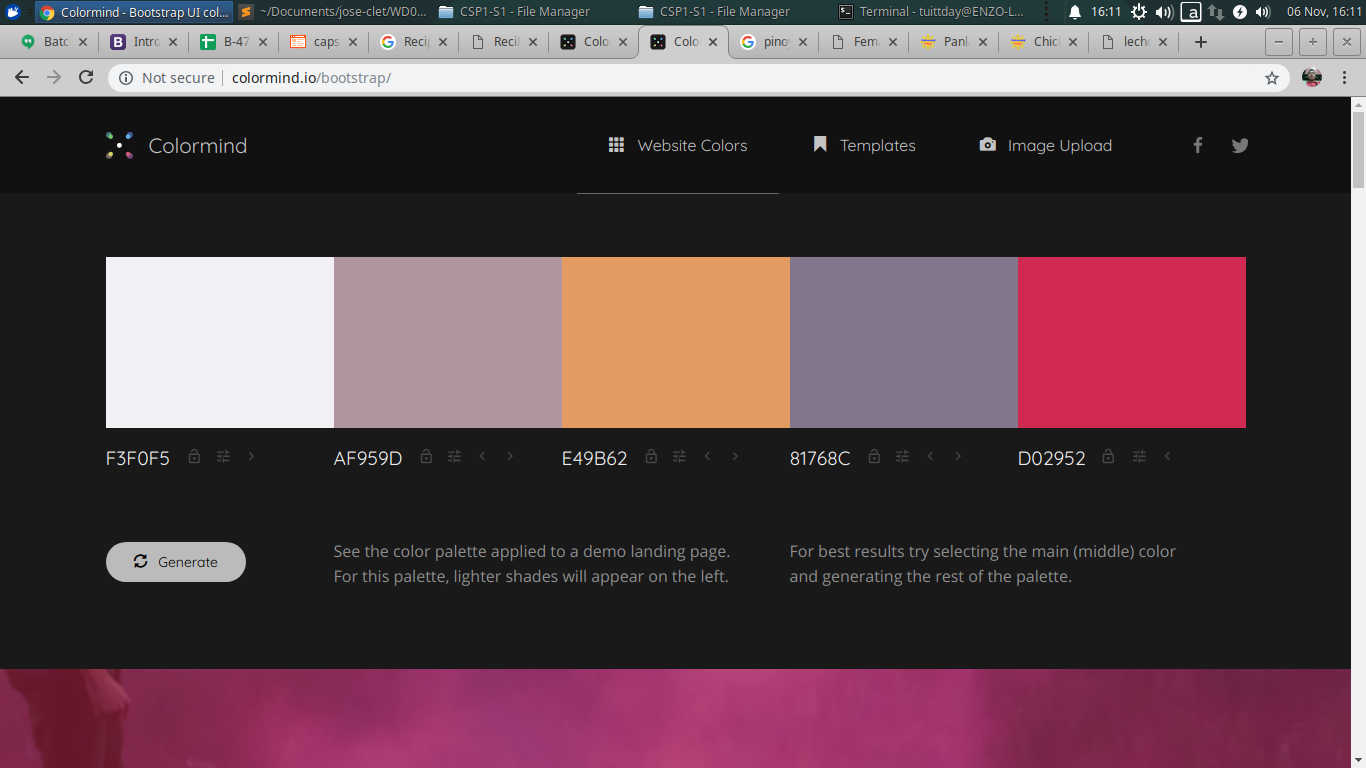 Colormind - Bootstrap UI col...
~/Documents/jose-clet/WD0...
CSP1-S1 - File Manager
CSP1-S1 - File Manager
Terminal - tuittday@ENZO-L...
16:11
a
06 Nov, 16:11
Batc
Intro
B-47
caps
Recip
Recil
Colo
Colo
pino
Fem
Panl
Chic
lech
Not secure
colormind.io/bootstrap/
Colormind
Website Colors
Templates
Image Upload
F3F0F5
AF959D
E49B62
81768C
D02952
Generate
See the color palette applied to a demo landing page.
For this palette, lighter shades will appear on the left.
For best results try selecting the main (middle) color
and generating the rest of the palette.